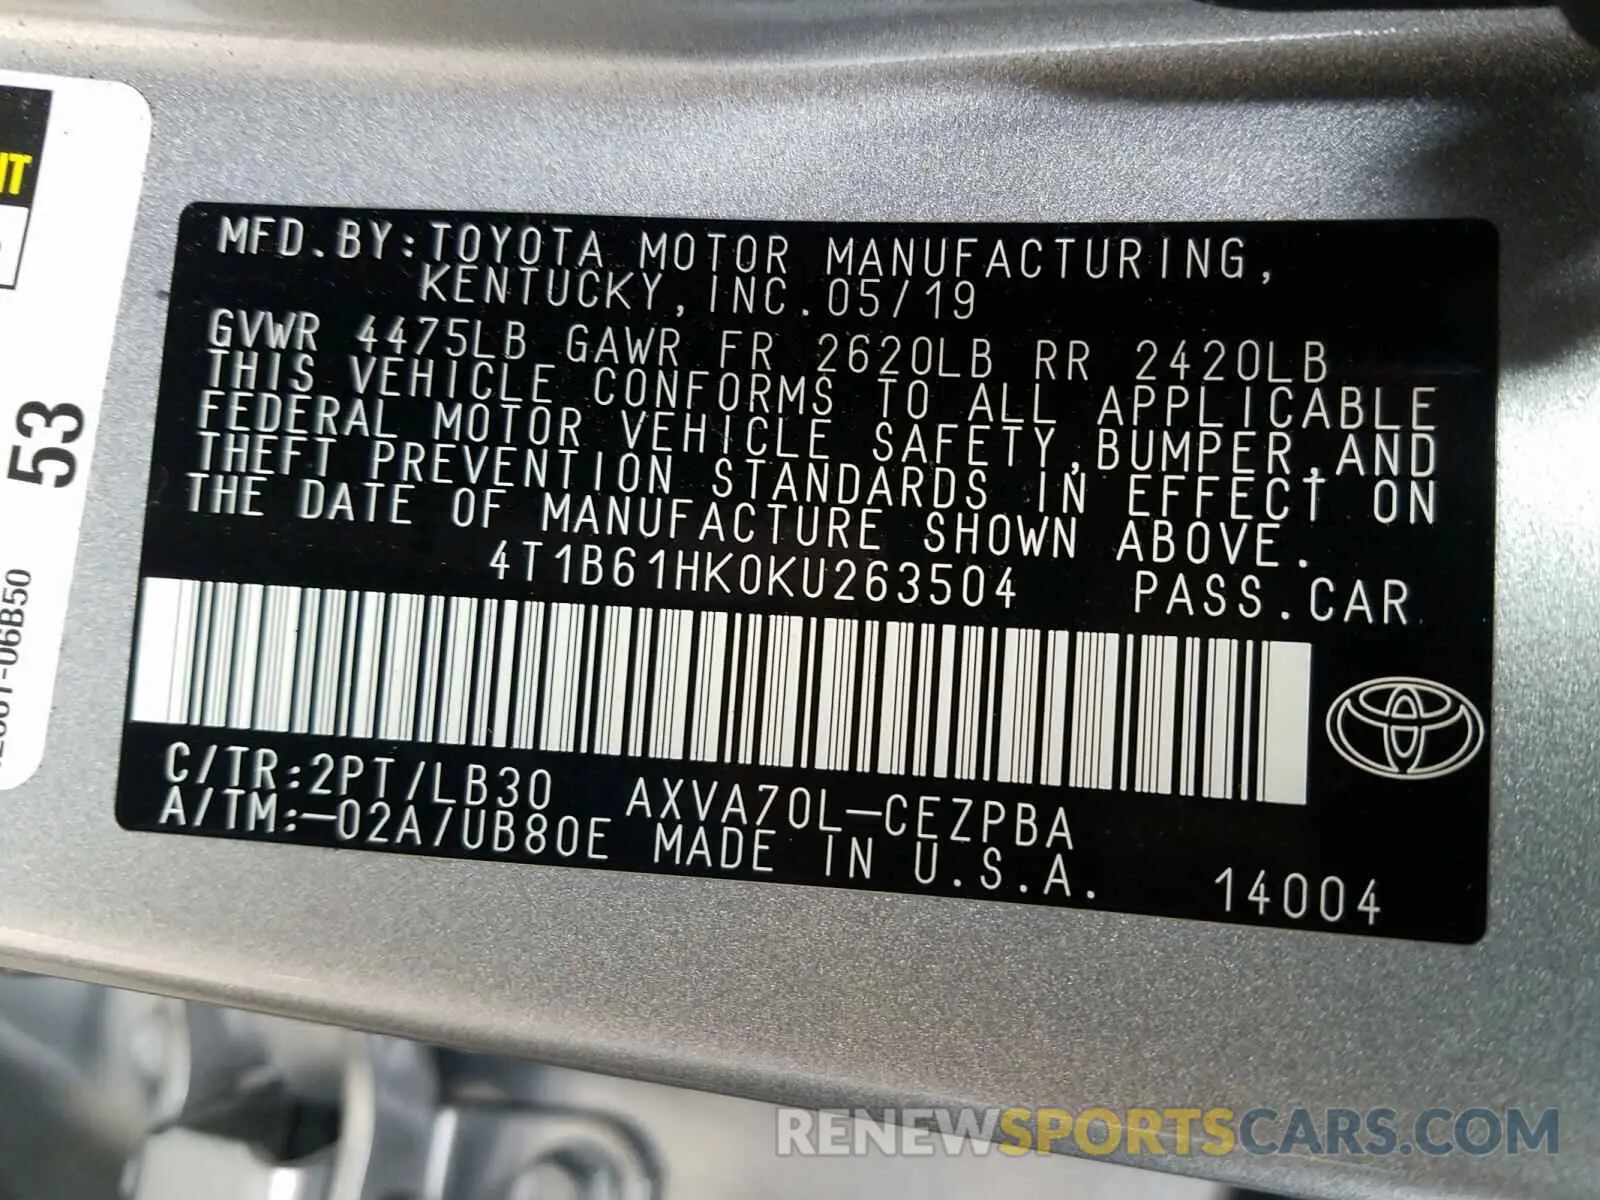 MFD.BY:TOYOTA MOTOR MANUFACTURING,
KENTUCKY, INC.05/19
GVWR 4475LB GAWR FR 2620LB RR 2420LB
THIS VEHICLE CONFORMS TO ALL APPLICABLE
FEDERAL MOTOR VEHICLE SAFETY,BUMPER,AND
THEFT PREVENTION STANDARDS IN EFFECT ON
THE DATE OF MANUFACTURE SHOWN ABOVE.
4T1B61HK0KU263504 PASS.CAR
C/TR:2PT/LB30 AXVA70L-CEZPBA
A/TM:-02A/UB80E MADE IN U.S.A. 14004
53
RENEWSPORTSCARS.COM